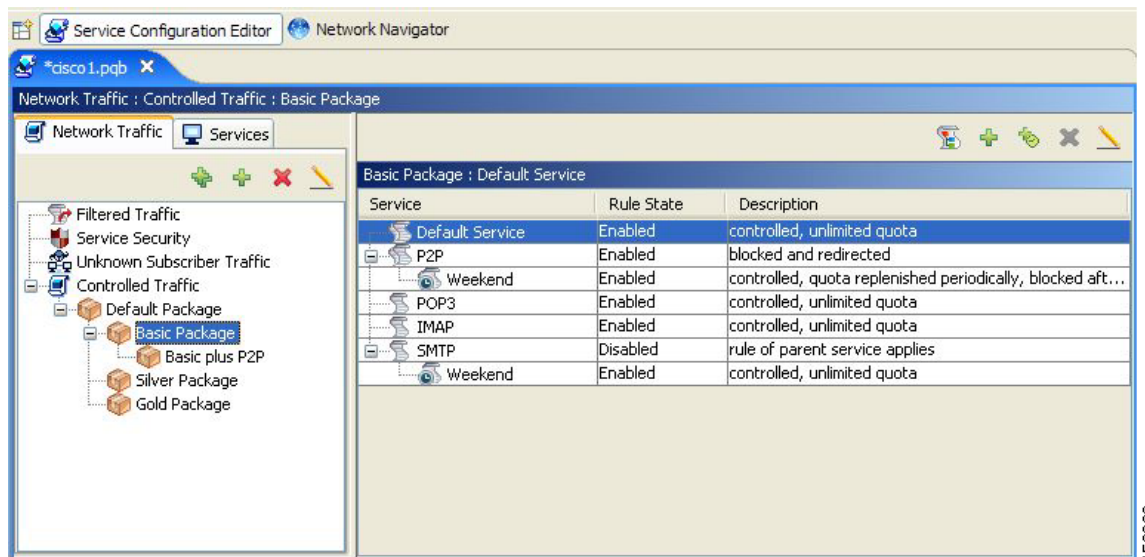 Service Configuration Editor Network Navigator
*cisco1.pqb
Network Traffic : Controlled Traffic : Basic Package
Network Traffic Services
Basic Package : Default Service
Service Rule State Description
Filtered Traffic
Service Security
Unknown Subscriber Traffic
Controlled Traffic
Default Package
Basic Package
Basic plus P2P
Silver Package
Gold Package
Default Service Enabled controlled, unlimited quota
P2P Enabled blocked and redirected
Weekend Enabled controlled, quota replenished periodically, blocked aft...
POP3 Enabled controlled, unlimited quota
IMAP Enabled controlled, unlimited quota
SMTP Disabled rule of parent service applies
Weekend Enabled controlled, unlimited quota